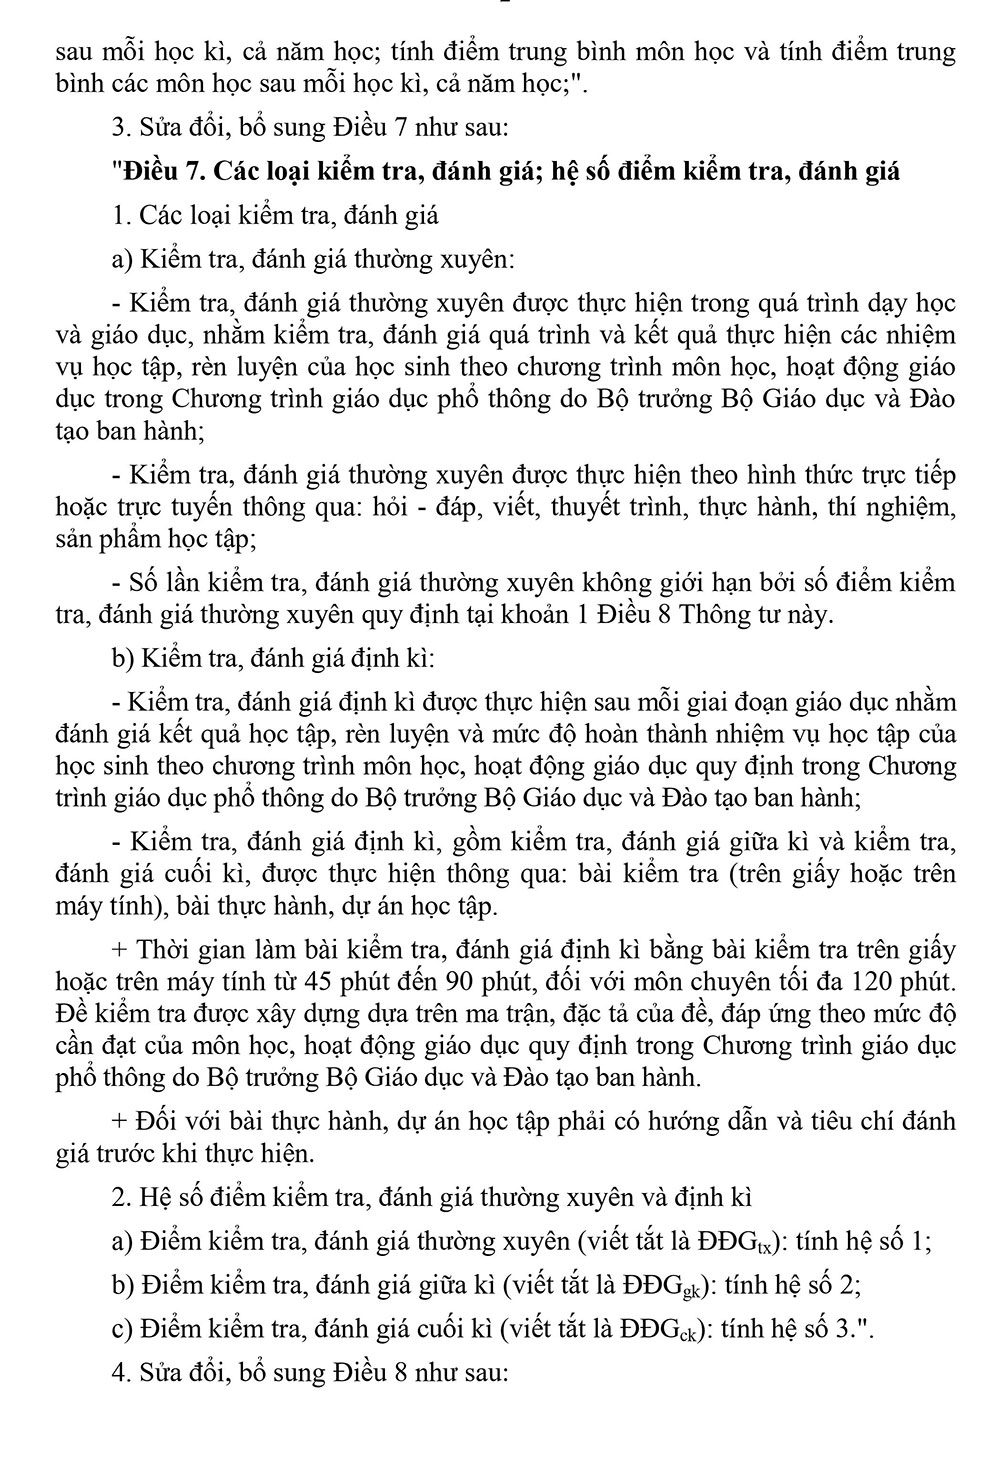 sau mỗi học kì, cả năm học; tính điểm trung bình môn học và tính điểm trung
bình các môn học sau mỗi học kì, cả năm học;".
3. Sửa đổi, bổ sung Điều 7 như sau:
"Điều 7. Các loại kiểm tra, đánh giá; hệ số điểm kiểm tra, đánh giá
1. Các loại kiểm tra, đánh giá
a) Kiểm tra, đánh giá thường xuyên:
- Kiểm tra, đánh giá thường xuyên được thực hiện trong quá trình dạy học
và giáo dục, nhằm kiểm tra, đánh giá quá trình và kết quả thực hiện các nhiệm
vụ học tập, rèn luyện của học sinh theo chương trình môn học, hoạt động giáo
dục trong Chương trình giáo dục phổ thông do Bộ trưởng Bộ Giáo dục và Đào
tạo ban hành;
- Kiểm tra, đánh giá thường xuyên được thực hiện theo hình thức trực tiếp
hoặc trực tuyến thông qua: hỏi - đáp, viết, thuyết trình, thực hành, thí nghiệm,
sản phẩm học tập;
- Số lần kiểm tra, đánh giá thường xuyên không giới hạn bởi số điểm kiểm
tra, đánh giá thường xuyên quy định tại khoản 1 Điều 8 Thông tư này.
b) Kiểm tra, đánh giá định kì:
- Kiểm tra, đánh giá định kì được thực hiện sau mỗi giai đoạn giáo dục nhằm
đánh giá kết quả học tập, rèn luyện và mức độ hoàn thành nhiệm vụ học tập của
học sinh theo chương trình môn học, hoạt động giáo dục quy định trong Chương
trình giáo dục phổ thông do Bộ trưởng Bộ Giáo dục và Đào tạo ban hành;
- Kiểm tra, đánh giá định kì, gồm kiểm tra, đánh giá giữa kì và kiểm tra,
đánh giá cuối kì, được thực hiện thông qua: bài kiểm tra (trên giấy hoặc trên
máy tính), bài thực hành, dự án học tập.
+ Thời gian làm bài kiểm tra, đánh giá định kì bằng bài kiểm tra trên giấy
hoặc trên máy tính từ 45 phút đến 90 phút, đối với môn chuyên tối đa 120 phút.
Đề kiểm tra được xây dựng dựa trên ma trận, đặc tả của đề, đáp ứng theo mức độ
cần đạt của môn học, hoạt động giáo dục quy định trong Chương trình giáo dục
phổ thông do Bộ trưởng Bộ Giáo dục và Đào tạo ban hành.
+ Đối với bài thực hành, dự án học tập phải có hướng dẫn và tiêu chí đánh
giá trước khi thực hiện.
2. Hệ số điểm kiểm tra, đánh giá thường xuyên và định kì
a) Điểm kiểm tra, đánh giá thường xuyên (viết tắt là ĐĐGtx): tính hệ số 1;
b) Điểm kiểm tra, đánh giá giữa kì (viết tắt là ĐĐGgk): tính hệ số 2;
c) Điểm kiểm tra, đánh giá cuối kì (viết tắt là ĐĐGck): tính hệ số 3.".
4. Sửa đổi, bổ sung Điều 8 như sau: